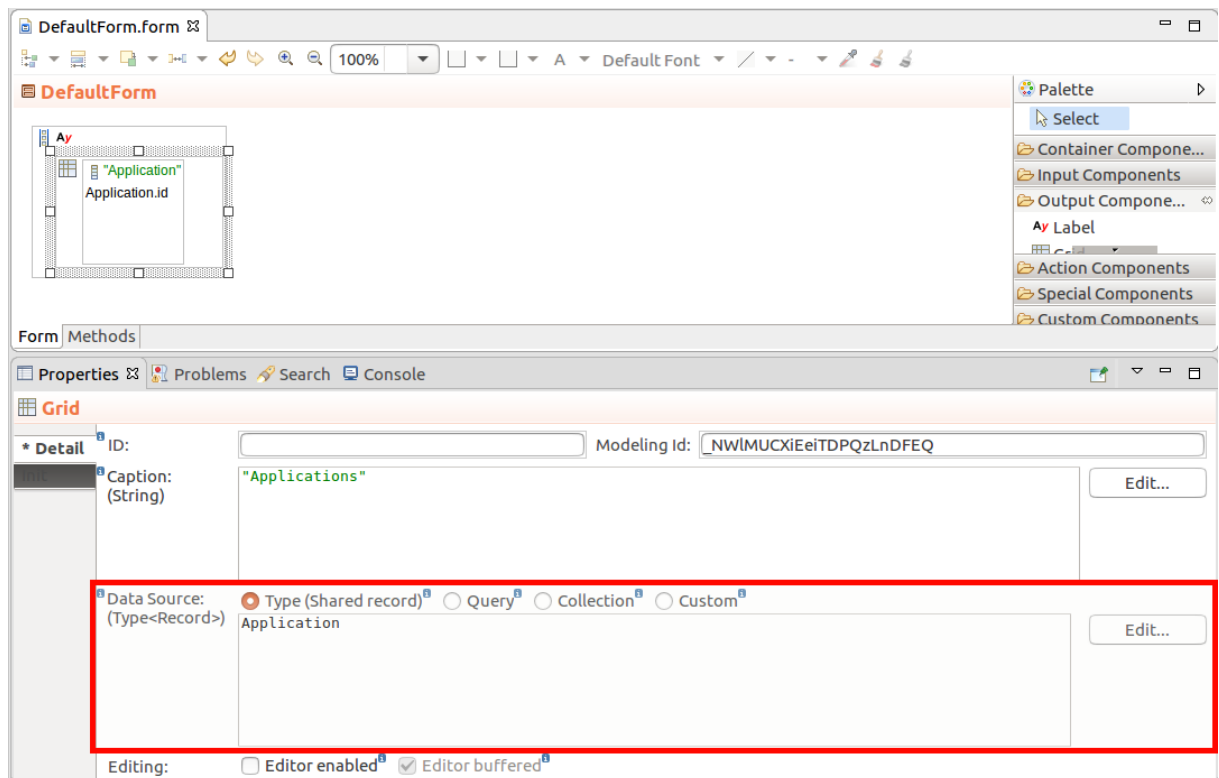 DefaultForm.form
100% A Default Font
DefaultForm
Palette
Select
Container Compone...
Input Components
Output Compone...
Ay Label
Action Components
Special Components
Custom Components
Ay
"Application"
Application.id
Form Methods
Properties Problems Search Console
Grid
* Detail
ID:
Modeling Id: _NWlMUCXiEeiTDPQzLnDFEQ
Caption:
(String)
"Applications"
Edit...
Data Source:
(Type<Record>)
Type (Shared record) Query Collection Custom
Application
Edit...
Editing:
Editor enabled Editor buffered